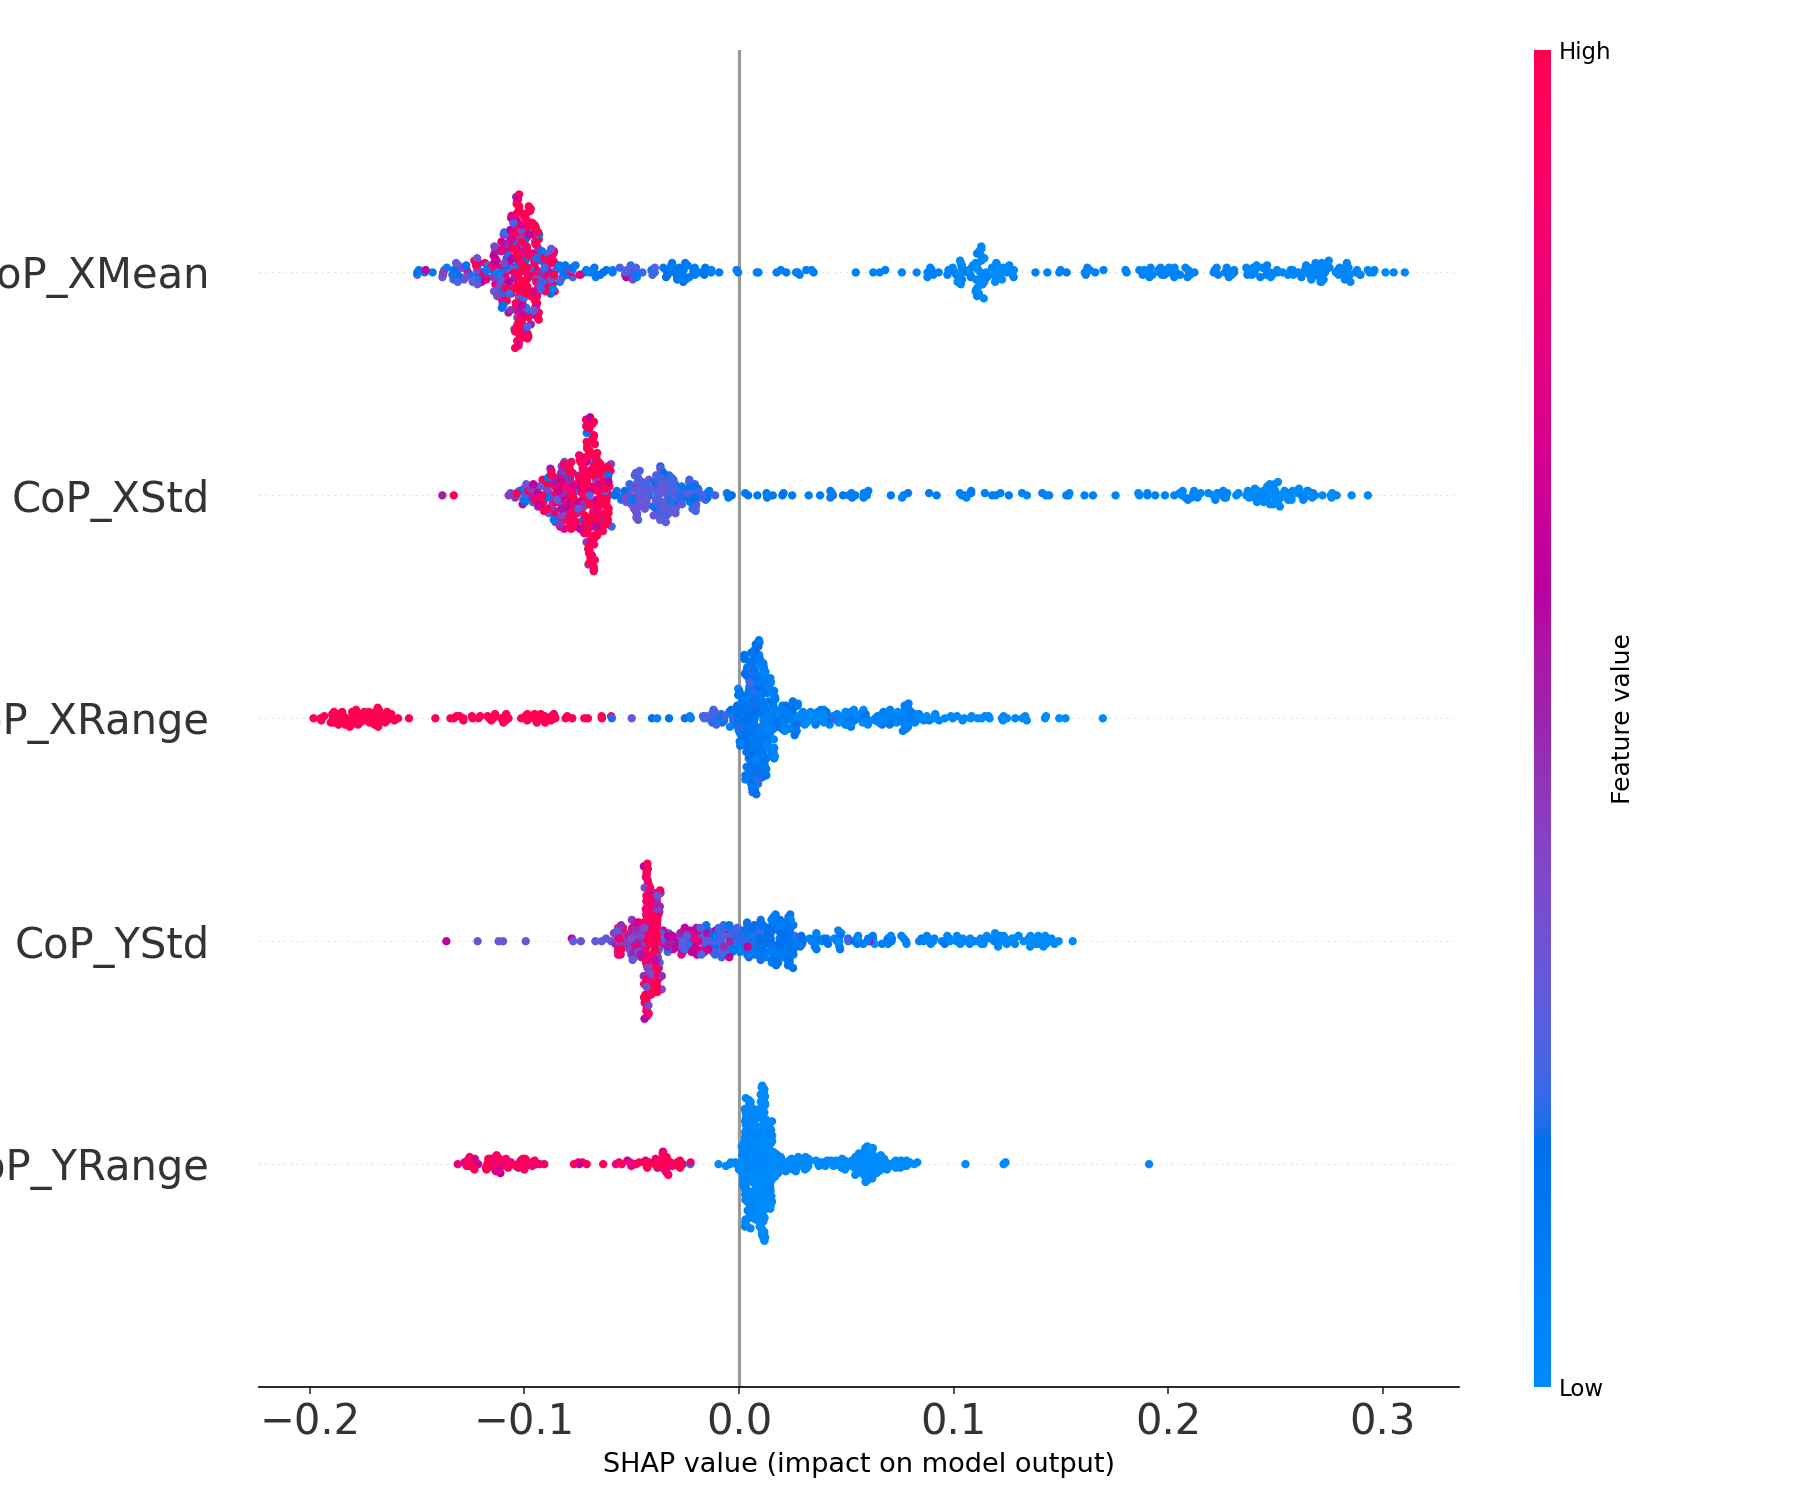 High
oP_XMean
CoP_XStd
P_XRange
CoP_YStd
oP_YRange
Feature value
Low
−0.2 −0.1 0.0 0.1 0.2 0.3
SHAP value (impact on model output)